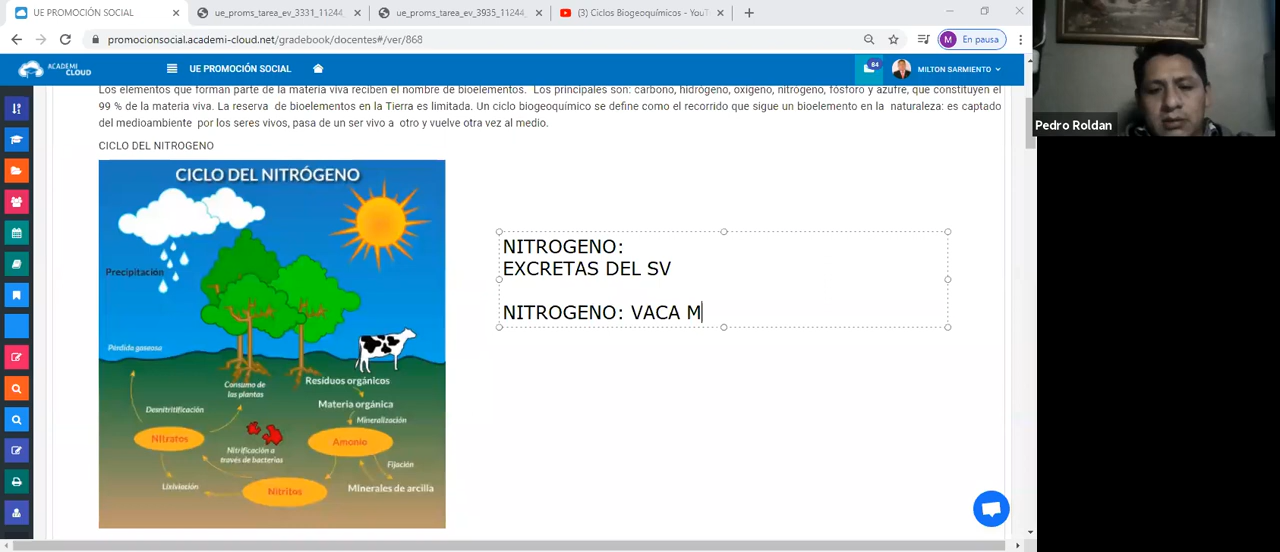 UE PROMOCIÓN SOCIAL
ue_proms_tarea_ev_3331_11244_
ue_proms_tarea_ev_3935_11244_
(3) Ciclos Biogeoquímicos - YouT
promocionsocial.academi-cloud.net/gradebook/docentes#/ver/868
M
En pausa
ACADEMI
CLOUD
UE PROMOCIÓN SOCIAL
84
MILTON SARMIENTO
Pedro Roldan
Los elementos que forman parte de la materia viva reciben el nombre de bioelementos. Los principales son: carbono, hidrógeno, oxígeno, nitrógeno, fósforo y azufre, que constituyen el
99 % de la materia viva. La reserva de bioelementos en la Tierra es limitada. Un ciclo biogeoquímico se define como el recorrido que sigue un bioelemento en la naturaleza: es captado
del medioambiente por los seres vivos, pasa de un ser vivo a otro y vuelve otra vez al medio.
CICLO DEL NITROGENO
CICLO DEL NITRÓGENO
Precipitación
Pérdida gaseosa
Consumo de
las plantas
Residuos orgánicos
Materia orgánica
Desnitritificación
Mineralización
Nitratos
Nitrificación a
través de bacterias
Amonio
Fijación
Lixiviación
Nitritos
Minerales de arcilla
NITROGENO:
EXCRETAS DEL SV
NITROGENO: VACA M